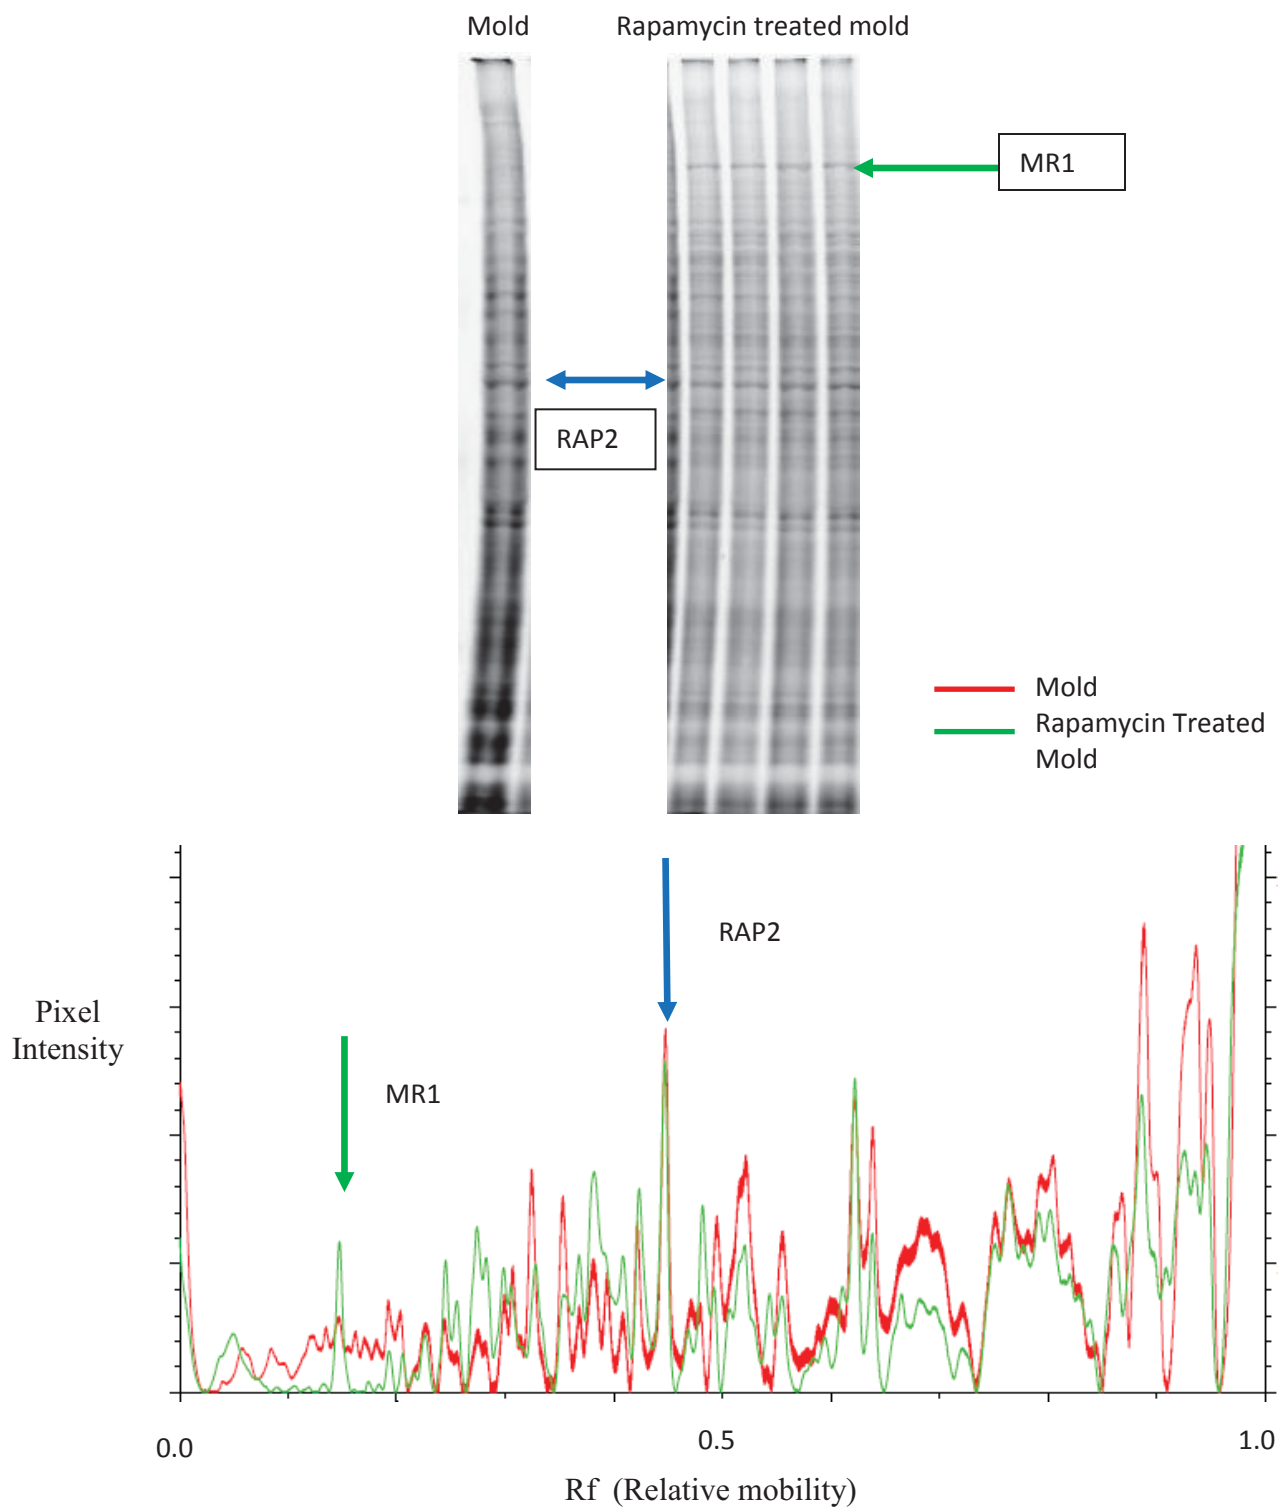 Mold
Rapamycin treated mold
MR1
RAP2
Mold
Rapamycin Treated
Mold
RAP2
Pixel
Intensity
MR1
0.0
0.5
1.0
Rf (Relative mobility)